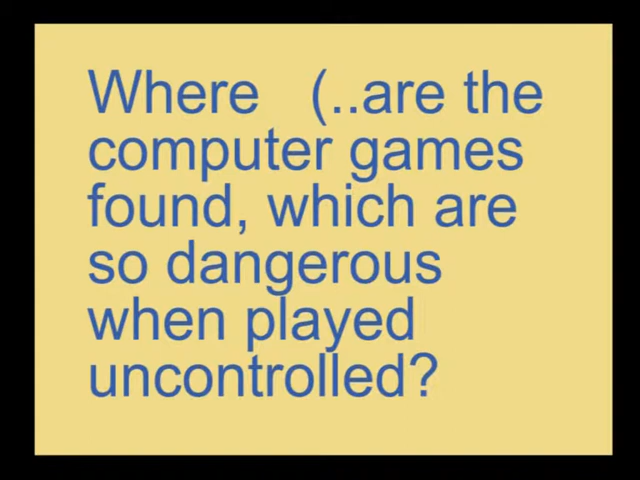 Where (..are the
computer games
found, which are
so dangerous
when played
uncontrolled?